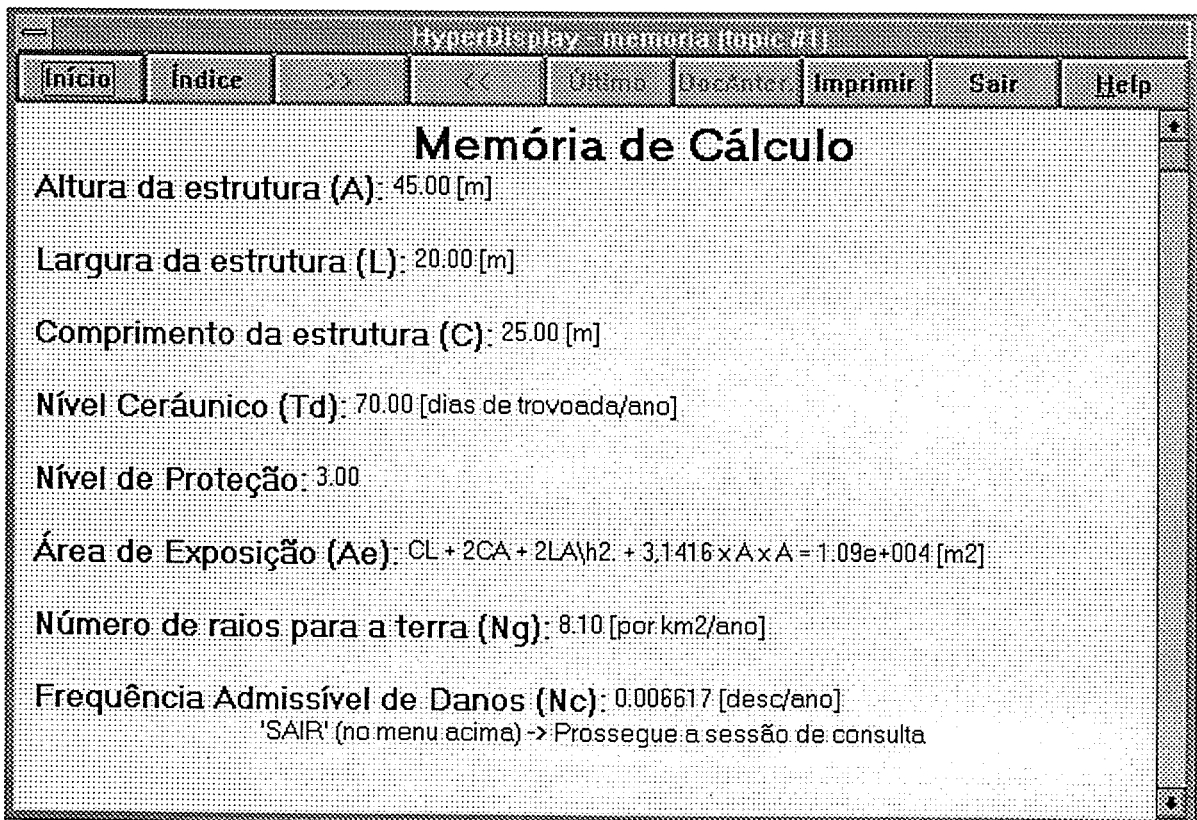 HyperDisplay - memoria [topic #1]
Início Índice >> << Último Imprimir Sair Help
Memória de Cálculo
Altura da estrutura (A): 45.00 [m]
Largura da estrutura (L): 20.00 [m]
Comprimento da estrutura (C): 25.00 [m]
Nível Ceráunico (Td): 70.00 [dias de trovoada/ano]
Nível de Proteção: 3.00
Área de Exposição (Ae): CL + 2CA + 2LA\h2. + 3,1416 x A x A = 1.09e+004 [m2]
Número de raios para a terra (Ng): 8.10 [por km2/ano]
Frequência Admissível de Danos (Nc): 0.006617 [desc/ano]
'SAIR' (no menu acima) -> Prossegue a sessão de consulta